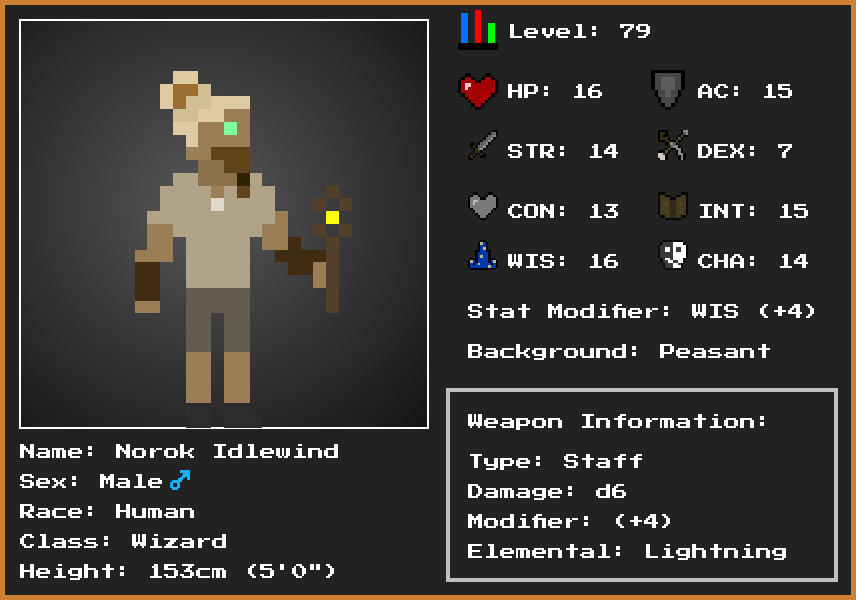 Level: 79
HP: 16 AC: 15
STR: 14 DEX: 7
CON: 13 INT: 15
WIS: 16 CHA: 14
Stat Modifier: WIS (+4)
Background: Peasant
Name: Norok Idlewind
Sex: Male♂
Race: Human
Class: Wizard
Height: 153cm (5'0")
Weapon Information:
Type: Staff
Damage: d6
Modifier: (+4)
Elemental: Lightning